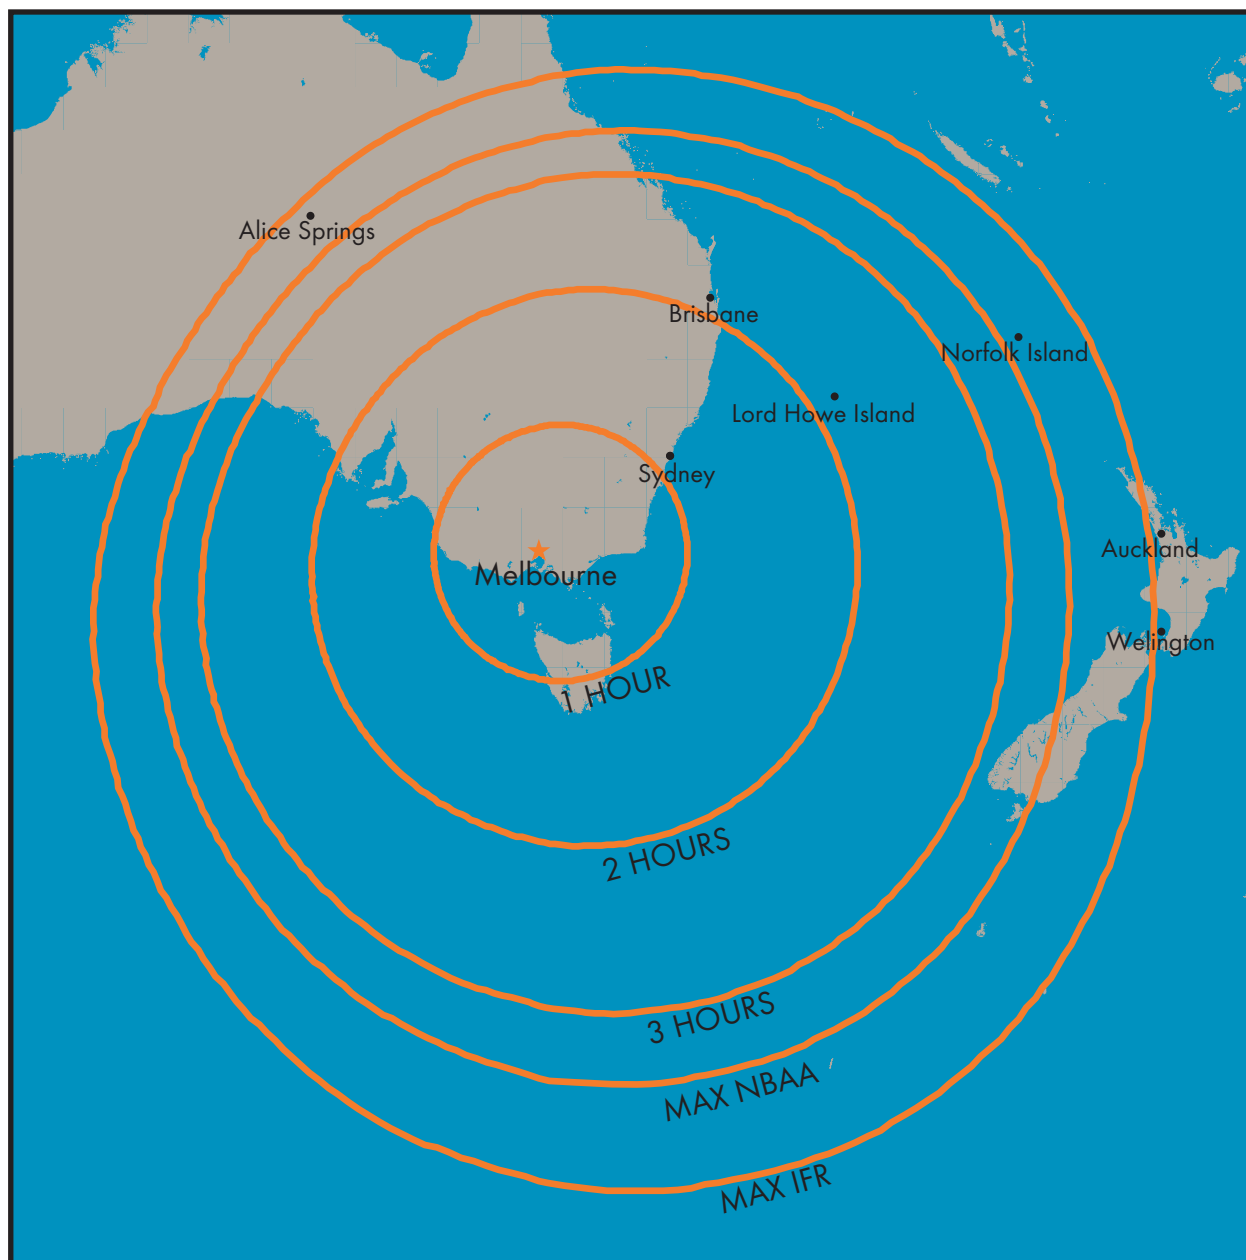 Alice Springs
Brisbane
Norfolk Island
Lord Howe Island
Sydney
Auckland
Melbourne
Welington
1 HOUR
2 HOURS
3 HOURS
MAX NBAA
MAX IFR